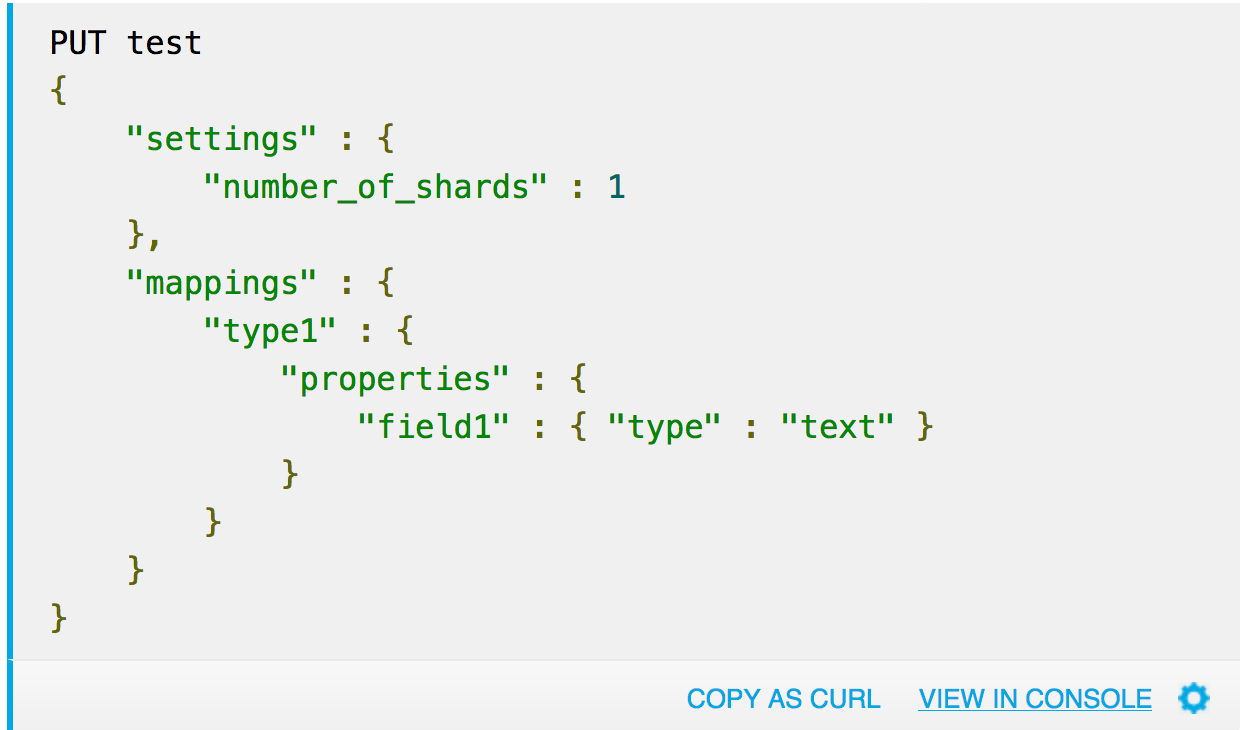 PUT test
{
    "settings" : {
        "number_of_shards" : 1
    },
    "mappings" : {
        "type1" : {
            "properties" : {
                "field1" : { "type" : "text" }
            }
        }
    }
}
COPY AS CURL VIEW IN CONSOLE